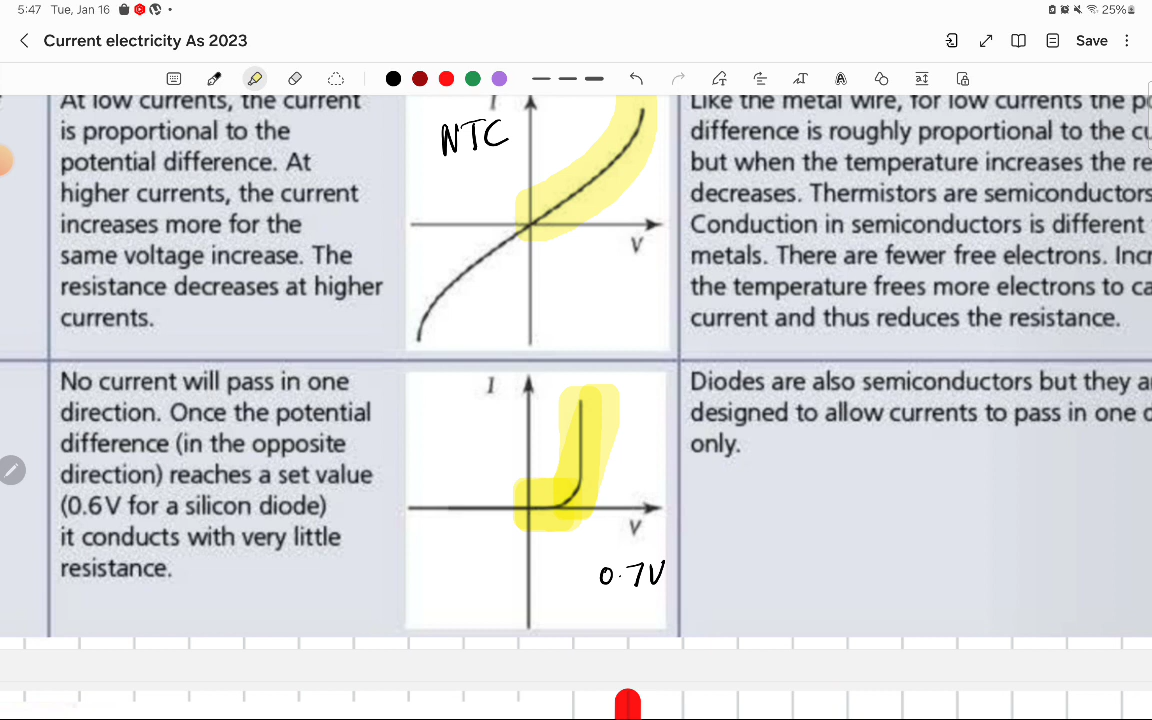 5:47 Tue, Jan 16
25%
Current electricity As 2023
Save
At low currents, the current
is proportional to the
potential difference. At
higher currents, the current
increases more for the
same voltage increase. The
resistance decreases at higher
currents.
I
NTC
V
Like the metal wire, for low currents the
difference is roughly proportional to the
but when the temperature increases the
decreases. Thermistors are semiconductors
Conduction in semiconductors is different
metals. There are fewer free electrons.
the temperature frees more electrons to
current and thus reduces the resistance.
No current will pass in one
direction. Once the potential
difference (in the opposite
direction) reaches a set value
(0.6V for a silicon diode)
it conducts with very little
resistance.
I
V
0.7V
Diodes are also semiconductors but they
designed to allow currents to pass in one
only.